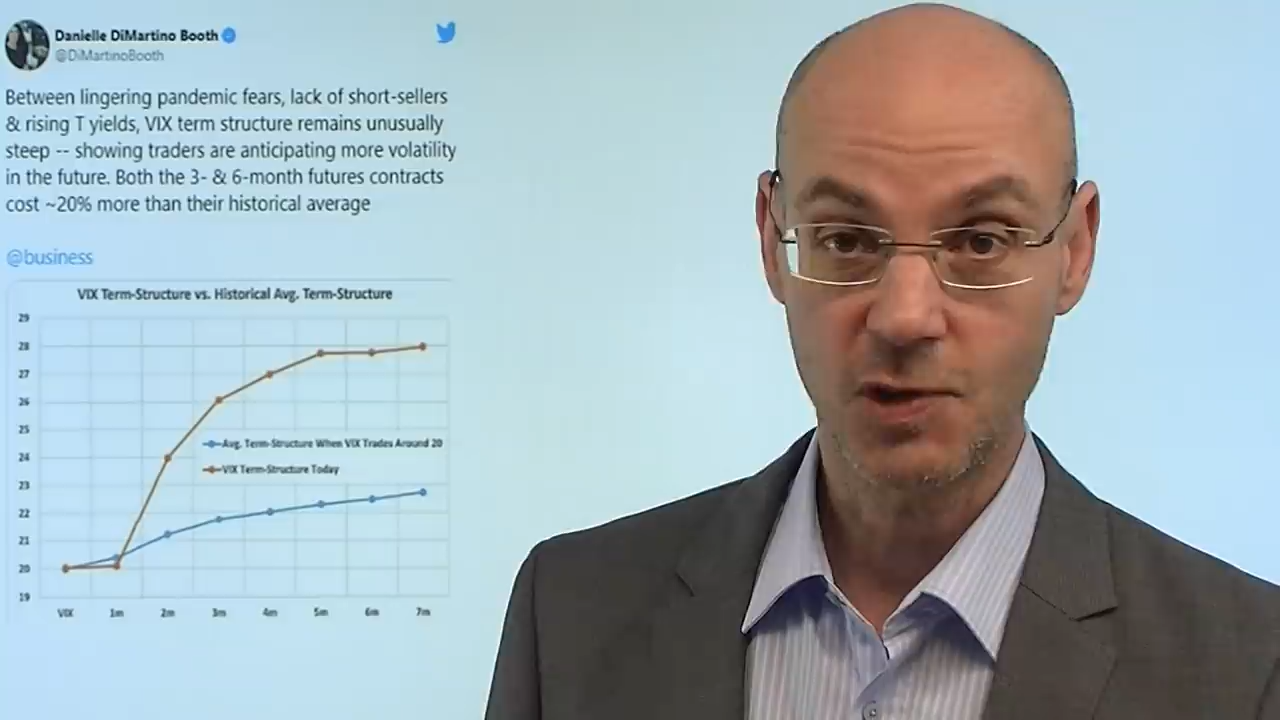 Danielle DiMartino Booth
@DiMartinoBooth
Between lingering pandemic fears, lack of short-sellers
& rising T yields, VIX term structure remains unusually
steep -- showing traders are anticipating more volatility
in the future. Both the 3- & 6-month futures contracts
cost ~20% more than their historical average
@business
VIX Term-Structure vs. Historical Avg. Term-Structure
29
28
27
26
25
24
23
22
21
20
19
Avg. Term-Structure When VIX Trades Around 20
VIX Term-Structure Today
VIX 1m 2m 3m 4m 5m 6m 7m